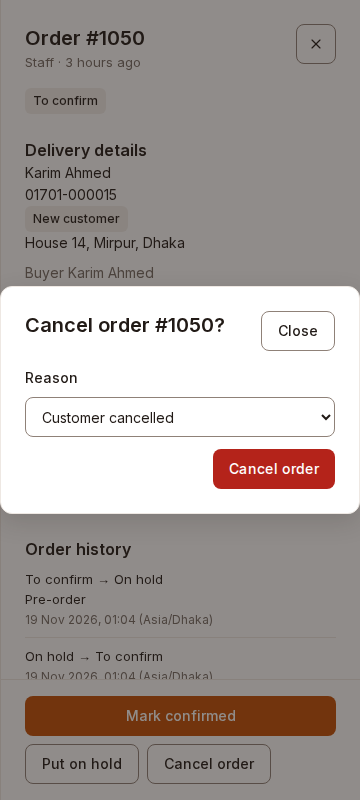 Order #1050
Staff · 3 hours ago
To confirm
Delivery details
Karim Ahmed
01701-000015
New customer
House 14, Mirpur, Dhaka
Buyer Karim Ahmed
Cancel order #1050?
Close
Reason
Customer cancelled
Cancel order
Order history
To confirm → On hold
Pre-order
19 Nov 2026, 01:04 (Asia/Dhaka)
On hold → To confirm
19 Nov 2026, 01:04 (Asia/Dhaka)
Mark confirmed
Put on hold
Cancel order